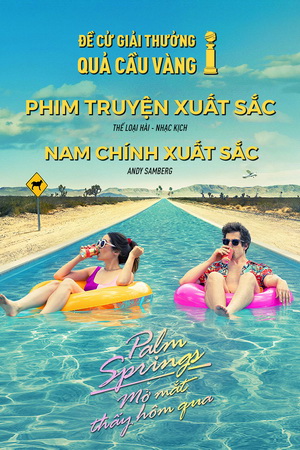 ĐỀ CỬ GIẢI THƯỞNG
QUẢ CẦU VÀNG
PHIM TRUYỆN XUẤT SẮC
THỂ LOẠI HÀI - NHẠC KỊCH
NAM CHÍNH XUẤT SẮC
ANDY SAMBERG
Palm
Springs
Mở mắt
thấy hôm qua